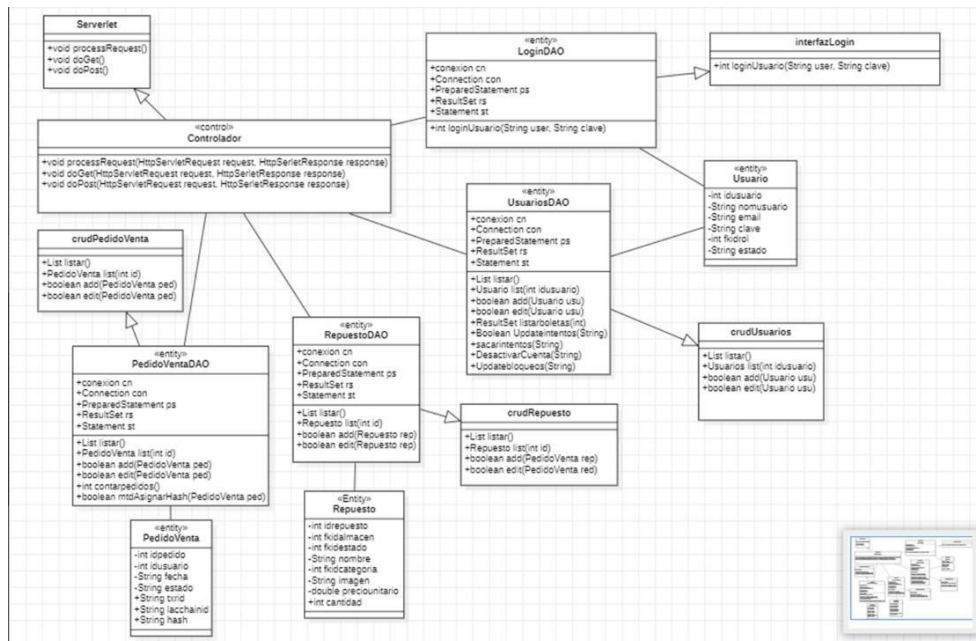 Serverlet
+void processRequest()
+void doGet()
+void doPost()
«control»
Controlador
+void processRequest(HttpServletRequest request, HttpSerletResponse response)
+void doGet(HttpServletRequest request, HttpSerletResponse response)
+void doPost(HttpServletRequest request, HttpSerletResponse response)
«entity»
LoginDAO
+conexion cn
+Connection con
+PreparedStatement ps
+ResultSet rs
+Statement st
+int loginUsuario(String user, String clave)
interfazLogin
+int loginUsuario(String user, String clave)
«entity»
Usuario
-int idusuario
-String nomusuario
-String email
-String clave
-int fkidrol
-String estado
«entity»
UsuariosDAO
+conexion cn
+Connection con
+PreparedStatement ps
+ResultSet rs
+Statement st
+List listar()
+Usuario list(int idusuario)
+boolean add(Usuario usu)
+boolean edit(Usuario usu)
+ResultSet listarboletas(int)
+Boolean Updateintentos(String)
+sacarintentos(String)
+DesactivarCuenta(String)
+Updatebloqueos(String)
crudUsuarios
+List listar()
+Usuarios list(int idusuario)
+boolean add(Usuario usu)
+boolean edit(Usuario usu)
crudPedidoVenta
+List listar()
+PedidoVenta list(int id)
+boolean add(PedidoVenta ped)
+boolean edit(PedidoVenta ped)
«entity»
PedidoVentaDAO
+conexion cn
+Connection con
+PreparedStatement ps
+ResultSet rs
+Statement st
+List listar()
+PedidoVenta list(int id)
+boolean add(PedidoVenta ped)
+boolean edit(PedidoVenta ped)
+int contarpedidos()
+boolean mtdAsignarHash(PedidoVenta ped)
«entity»
RepuestoDAO
+conexion cn
+Connection con
+PreparedStatement ps
+ResultSet rs
+Statement st
+List listar()
+Repuesto list(int id)
+boolean add(Repuesto rep)
+boolean edit(Repuesto rep)
crudRepuesto
+List listar()
+Repuesto list(int id)
+boolean add(PedidoVenta rep)
+boolean edit(PedidoVenta red)
«Entity»
Repuesto
-int idrepuesto
-int fkidalmacen
-int fkidestado
-String nombre
-int fkidcategoria
-String imagen
-double preciounitario
+int cantidad
«entity»
PedidoVenta
-int idpedido
-int idusuario
-String fecha
-String estado
+String txrid
+String lacchainid
+String hash